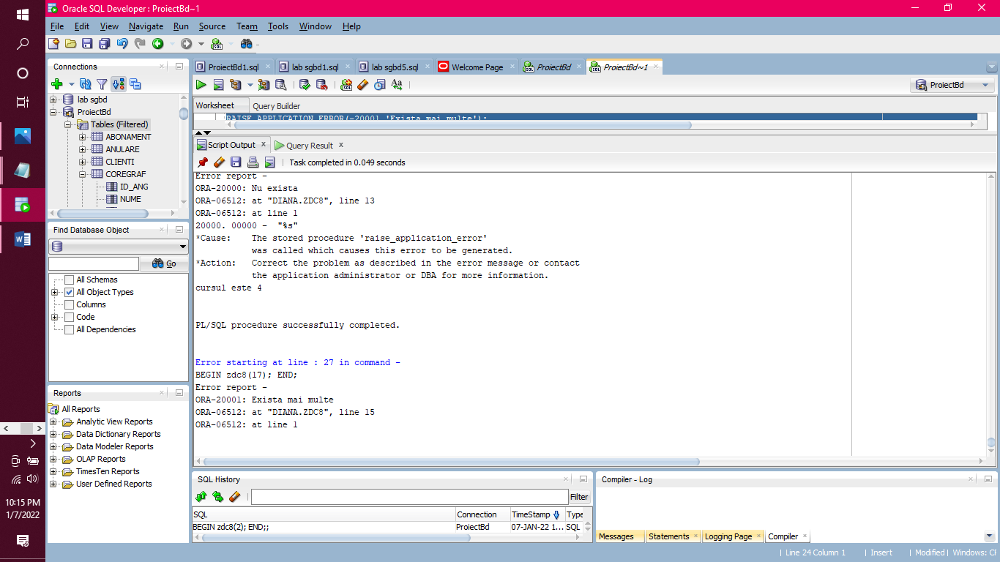 Oracle SQL Developer : ProiectBd~1
File Edit View Navigate Run Source Team Tools Window Help
Connections
lab sgbd
ProiectBd
Tables (Filtered)
ABONAMENT
ANULARE
CLIENTI
COREGRAF
ID_ANG
NUME
Find Database Object
Go
All Schemas
All Object Types
Columns
Code
All Dependencies
Reports
All Reports
Analytic View Reports
Data Dictionary Reports
Data Modeler Reports
OLAP Reports
TimesTen Reports
User Defined Reports
ProiectBd1.sql lab sgbd1.sql lab sgbd5.sql Welcome Page ProiectBd ProiectBd~1
ProiectBd
Worksheet Query Builder
RAISE_APPLICATION_ERROR(-20001,'Exista mai multe');
Script Output x Query Result x
Task completed in 0.049 seconds
Error report -
ORA-20000: Nu exista
ORA-06512: at "DIANA.ZDC8", line 13
ORA-06512: at line 1
20000. 00000 - "%s"
*Cause: The stored procedure 'raise_application_error'
was called which causes this error to be generated.
*Action: Correct the problem as described in the error message or contact
the application administrator or DBA for more information.
cursul este 4
PL/SQL procedure successfully completed.
Error starting at line : 27 in command -
BEGIN zdc8(17); END;
Error report -
ORA-20001: Exista mai multe
ORA-06512: at "DIANA.ZDC8", line 15
ORA-06512: at line 1
SQL History
Filter
SQL Connection TimeStamp Type
BEGIN zdc8(2); END;; ProiectBd 07-JAN-22 1... SQL
Compiler - Log
Messages Statements Logging Page Compiler
Line 24 Column 1 Insert Modified Windows: CF
10:15 PM
1/7/2022